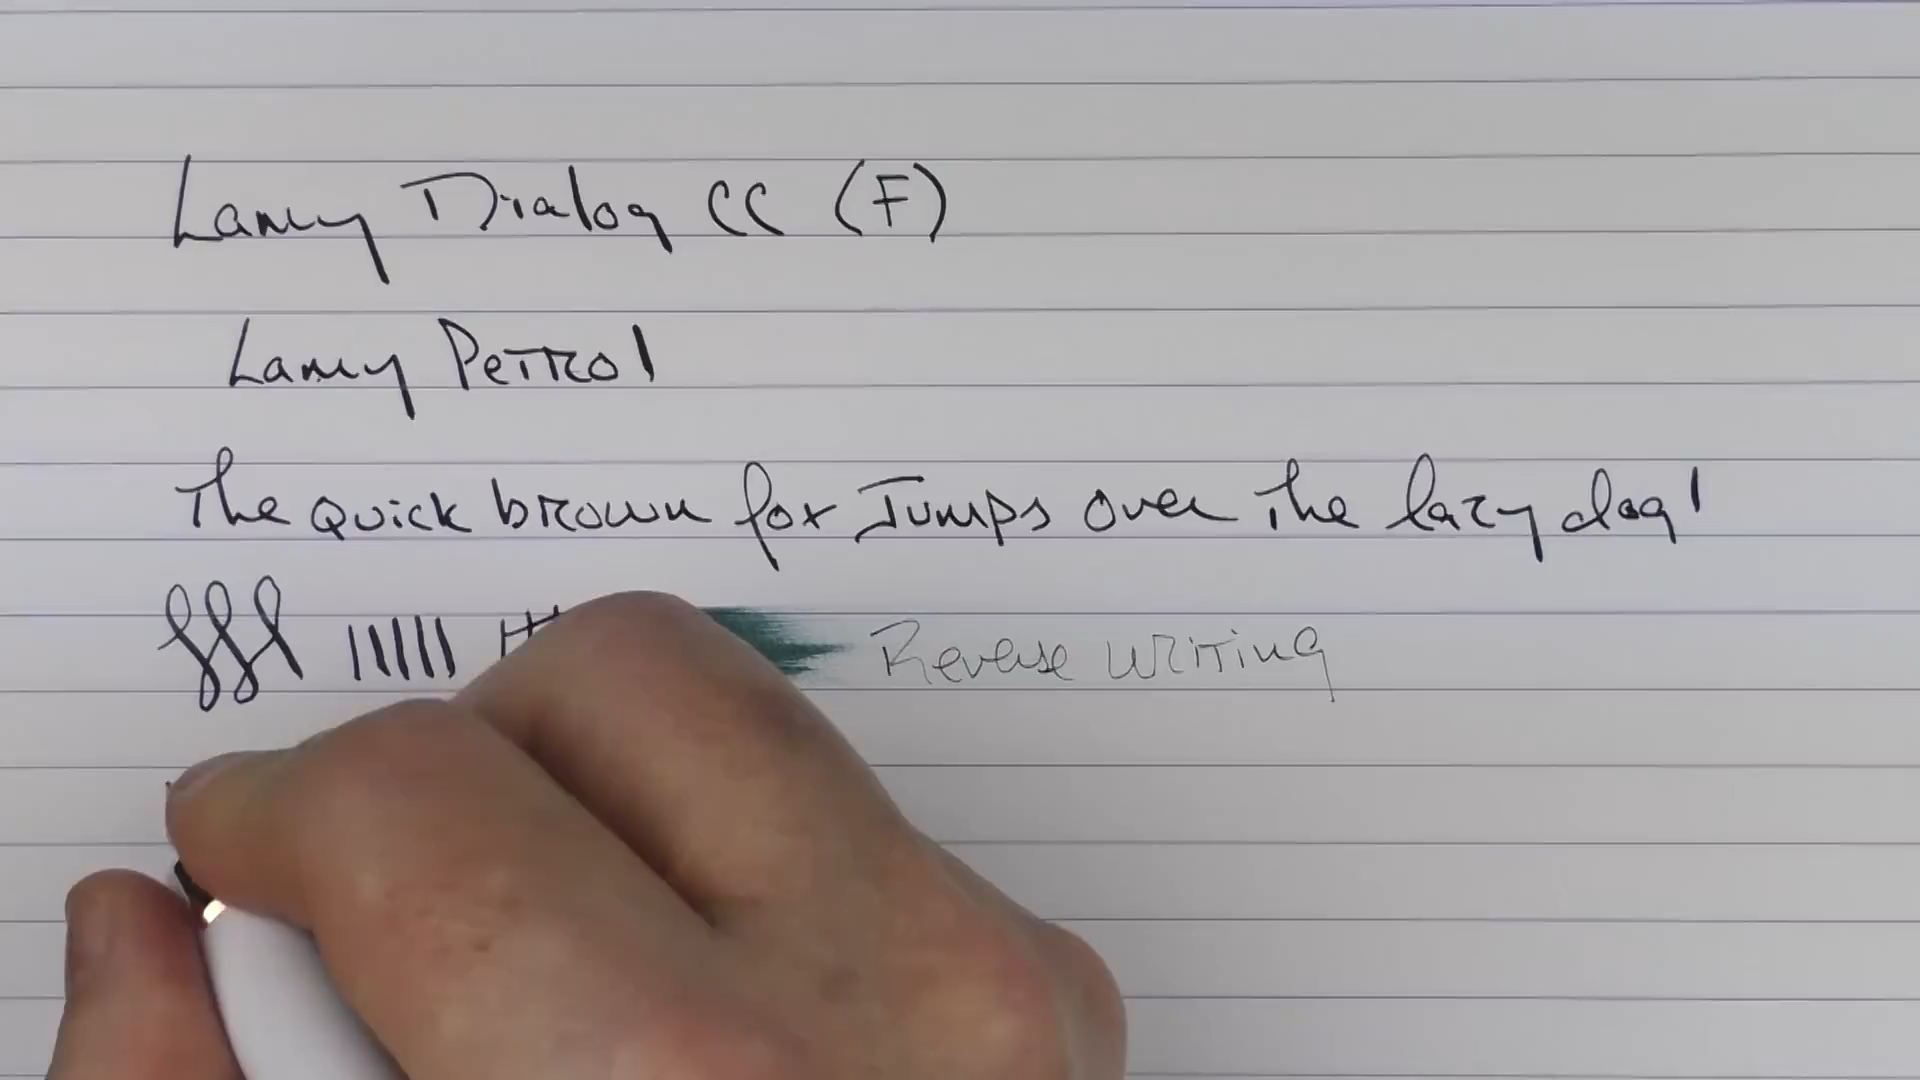 Lamy Dialog CC (F)
Lamy Petrol
The quick brown fox Jumps over the lazy dog!
Reverse writing